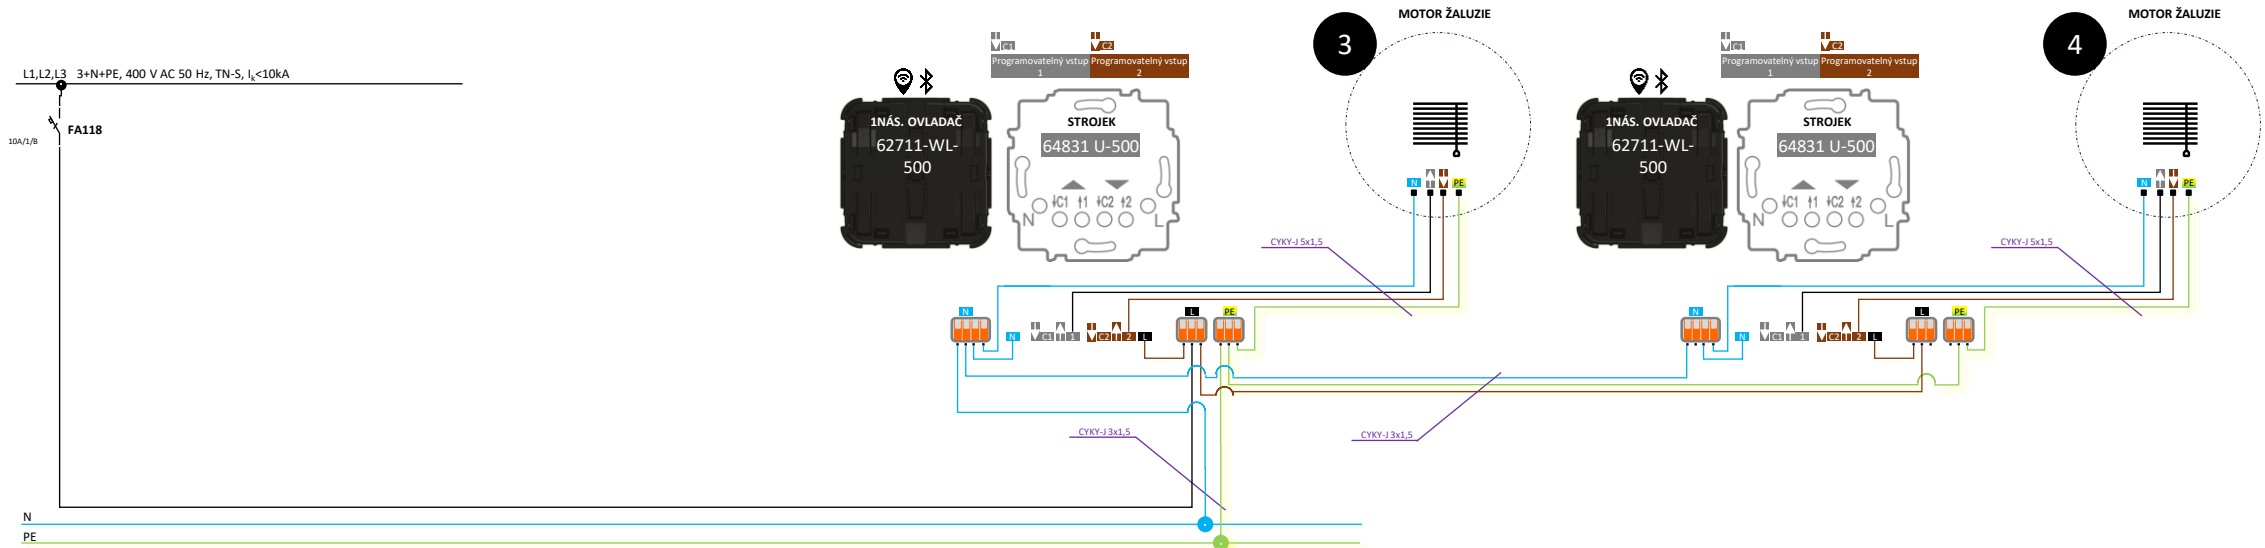 MOTOR ŽALUZIE
MOTOR ŽALUZIE
3
4
C1
C2
C1
C2
Programovatelný vstup
1
Programovatelný vstup
2
Programovatelný vstup
1
Programovatelný vstup
2
L1,L2,L3 3+N+PE, 400 V AC 50 Hz, TN-S, Ik<10kA
FA118
10A/1/B
1NÁS. OVLADAČ
62711-WL-
500
STROJEK
64831 U-500
C1 1 C2 2
N L
1NÁS. OVLADAČ
62711-WL-
500
STROJEK
64831 U-500
C1 1 C2 2
N L
N PE
N PE
CYKY-J 5x1,5
CYKY-J 5x1,5
N L PE
N C1 1 C2 2 L
N L PE
N C1 1 C2 2 L
CYKY-J 3x1,5
CYKY-J 3x1,5
N
PE